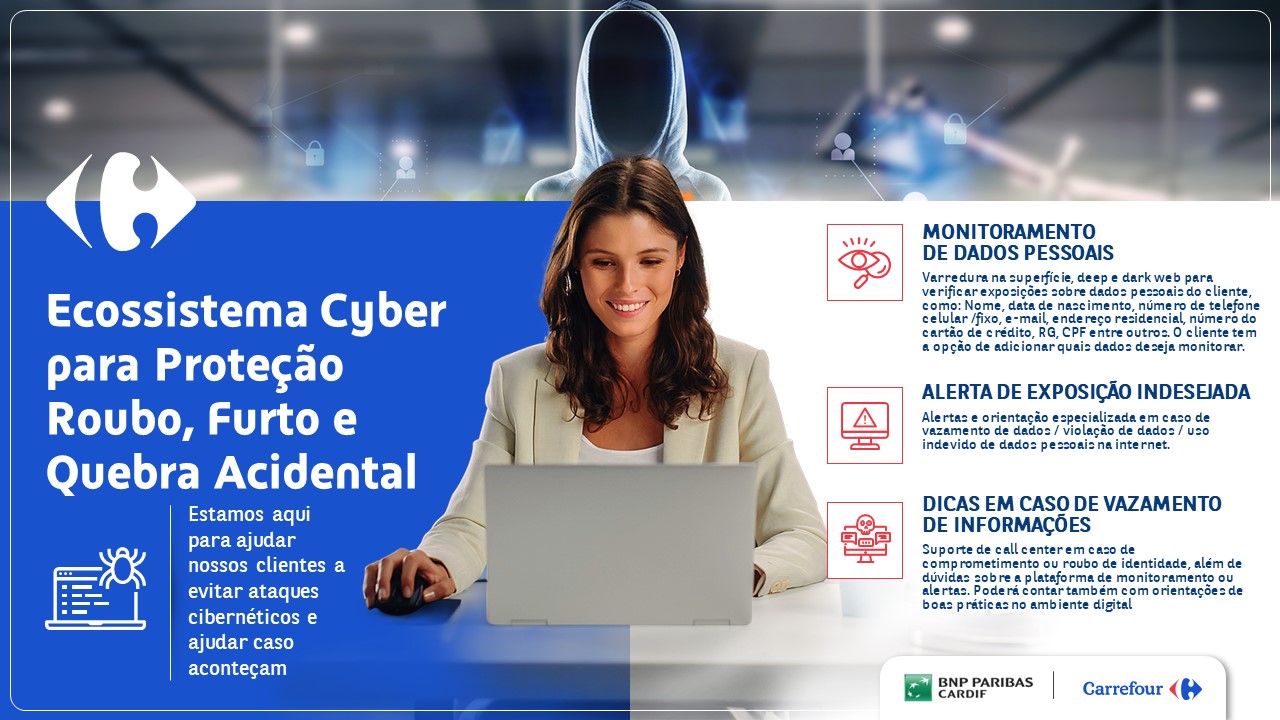 Ecossistema Cyber
para Proteção
Roubo, Furto e
Quebra Acidental
Estamos aqui
para ajudar
nossos clientes a
evitar ataques
cibernéticos e
ajudar caso
aconteçam
MONITORAMENTO
DE DADOS PESSOAIS
Varredura na superfície, deep e dark web para
verificar exposições sobre dados pessoais do cliente,
como: Nome, data de nascimento, número de telefone
celular /fixo, e-mail, endereço residencial, número do
cartão de crédito, RG, CPF entre outros. O cliente tem
a opção de adicionar quais dados deseja monitorar.
ALERTA DE EXPOSIÇÃO INDESEJADA
Alertas e orientação especializada em caso de
vazamento de dados / violação de dados / uso
indevido de dados pessoais na internet.
DICAS EM CASO DE VAZAMENTO
DE INFORMAÇÕES
Suporte de call center em caso de
comprometimento ou roubo de identidade, além de
dúvidas sobre a plataforma de monitoramento ou
alertas. Poderá contar também com orientações de
boas práticas no ambiente digital
BNP PARIBAS
CARDIF
Carrefour